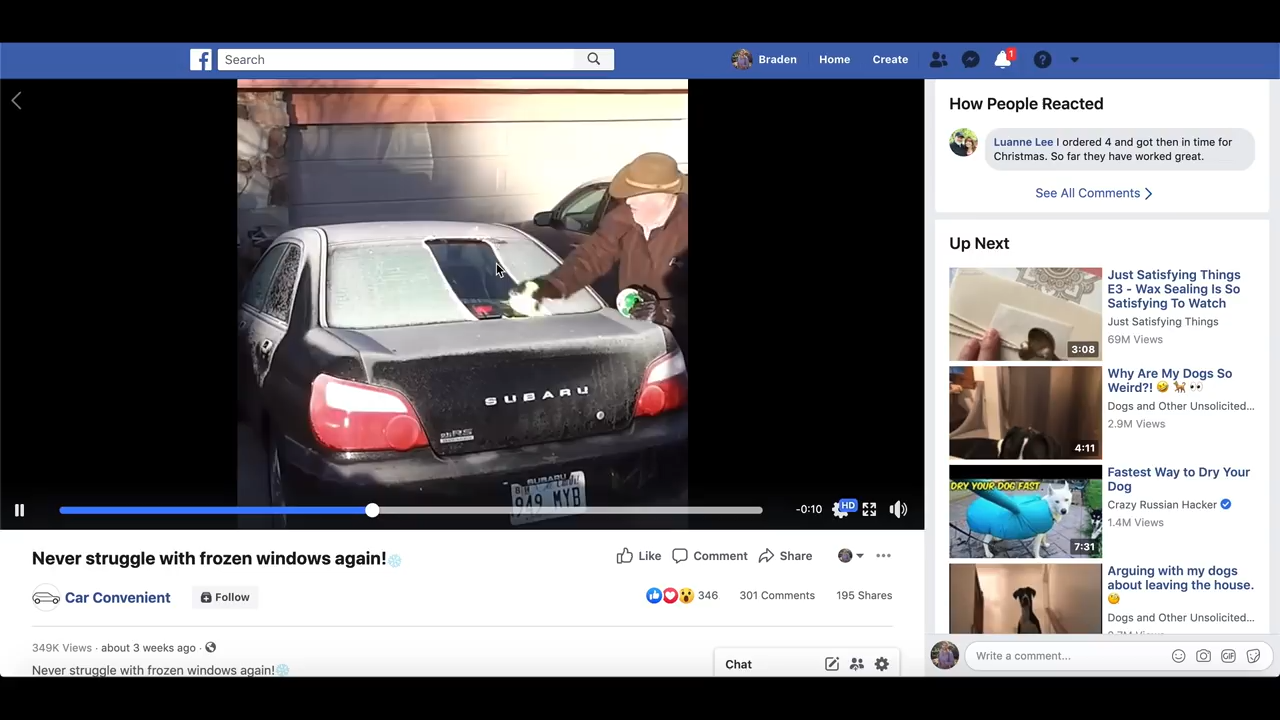 Search
Braden
Home
Create
1
SUBARU
RS
SUBARU
949 MYR
-0:10
HD
Never struggle with frozen windows again!
Like
Comment
Share
Car Convenient
Follow
346
301 Comments
195 Shares
349K Views · about 3 weeks ago ·
Never struggle with frozen windows again!
Chat
How People Reacted
Luanne Lee I ordered 4 and got then in time for
Christmas. So far they have worked great.
See All Comments
Up Next
3:08
Just Satisfying Things
E3 - Wax Sealing Is So
Satisfying To Watch
Just Satisfying Things
69M Views
4:11
Why Are My Dogs So
Weird?!
Dogs and Other Unsolicited...
2.9M Views
DRY YOUR DOG FAST
7:31
Fastest Way to Dry Your
Dog
Crazy Russian Hacker
1.4M Views
Arguing with my dogs
about leaving the house.
Dogs and Other Unsolicited...
Write a comment...
GIF